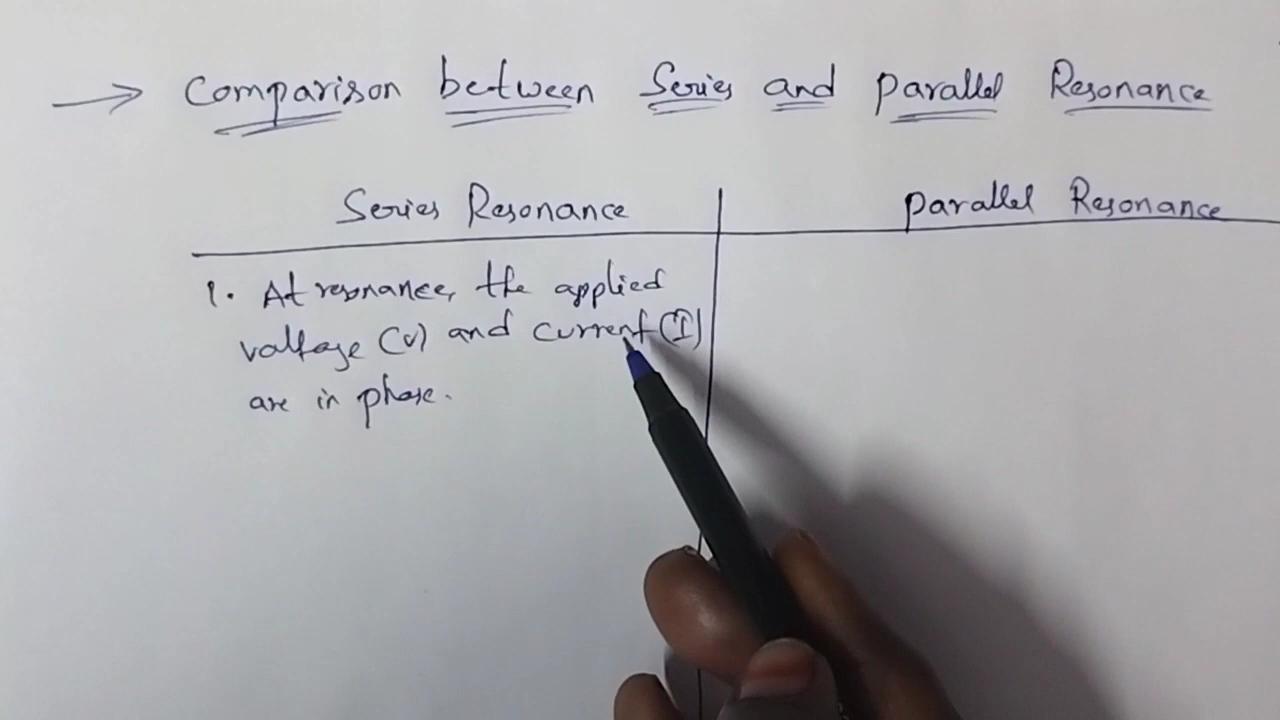 → Comparison between Series and parallel Resonance
Series Resonance
parallel Resonance
1. At resonance, the applied
voltage (v) and current (I)
are in phase.